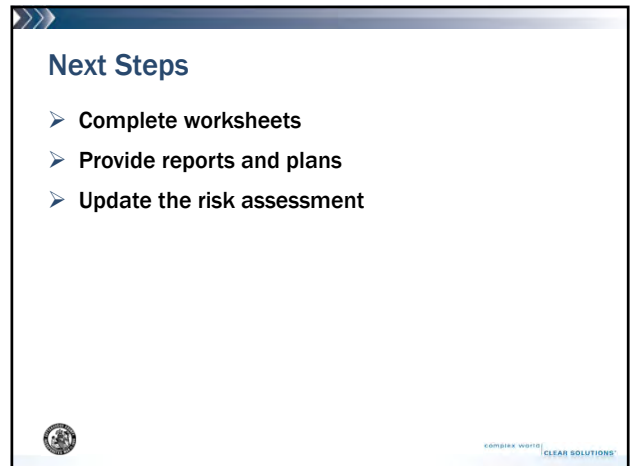 Next Steps
Complete worksheets
Provide reports and plans
Update the risk assessment
complex world
CLEAR SOLUTIONS